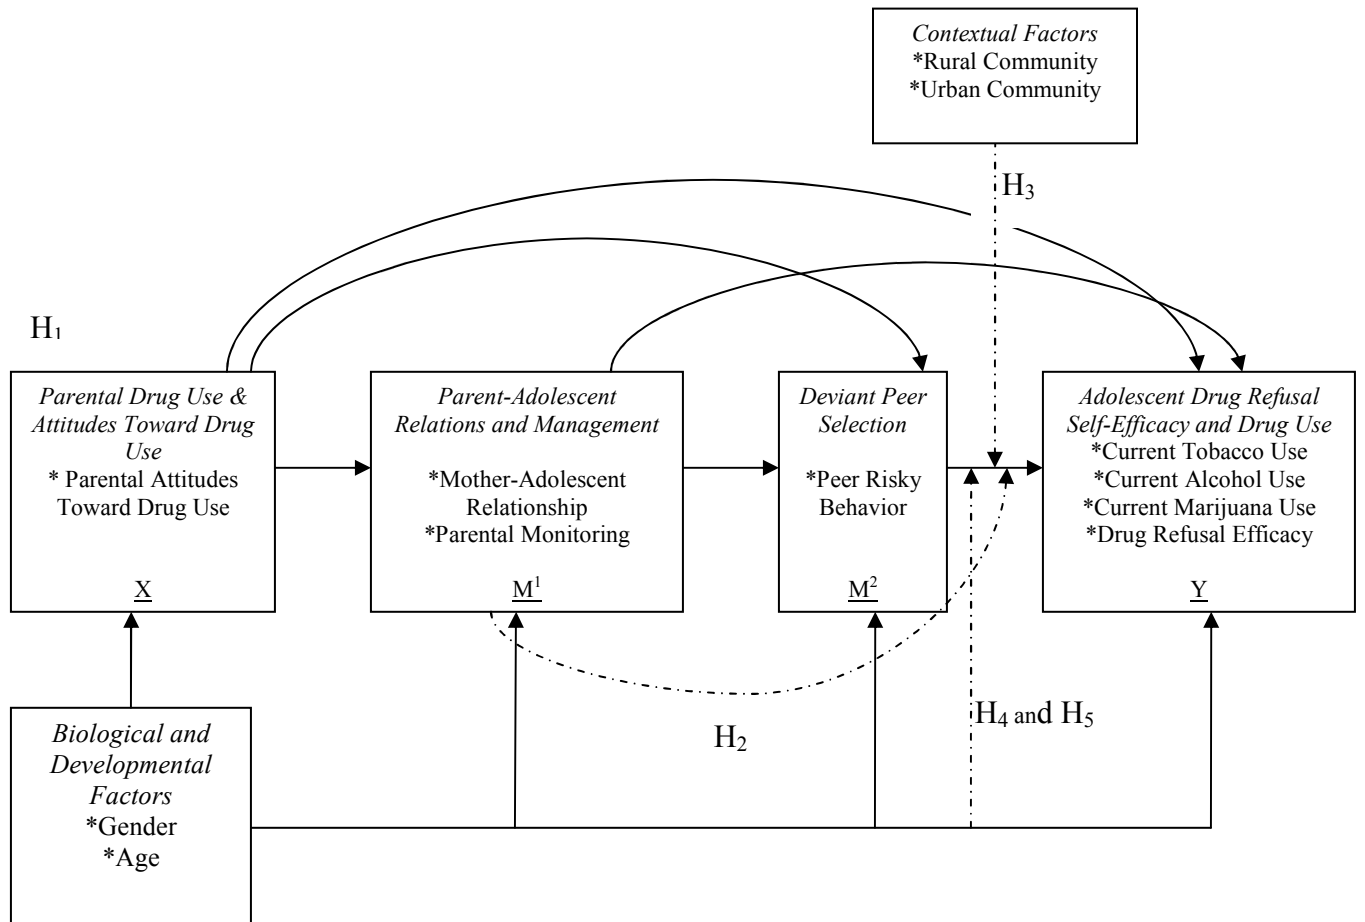 Contextual Factors
*Rural Community
*Urban Community
H3
H1
Parental Drug Use &
Attitudes Toward Drug
Use
* Parental Attitudes
Toward Drug Use
X
Parent-Adolescent
Relations and Management
*Mother-Adolescent
Relationship
*Parental Monitoring
M1
Deviant Peer
Selection
*Peer Risky
Behavior
M2
Adolescent Drug Refusal
Self-Efficacy and Drug Use
*Current Tobacco Use
*Current Alcohol Use
*Current Marijuana Use
*Drug Refusal Efficacy
Y
Biological and
Developmental
Factors
*Gender
*Age
H2
H4 and H5